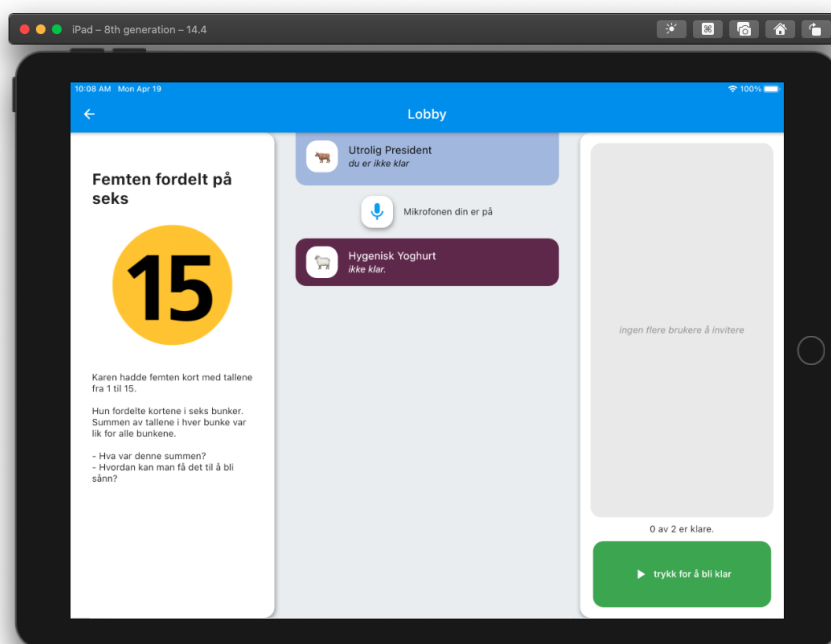 iPad – 8th generation – 14.4
10:08 AM Mon Apr 19
100%
Lobby
Femten fordelt på
seks
15
Karen hadde femten kort med tallene
fra 1 til 15.
Hun fordelte kortene i seks bunker.
Summen av tallene i hver bunke var
lik for alle bunkene.
- Hva var denne summen?
- Hvordan kan man få det til å bli
sånn?
Utrolig President
du er ikke klar
Mikrofonen din er på
Hygenisk Yoghurt
ikke klar.
ingen flere brukere å invitere
0 av 2 er klare.
trykk for å bli klar